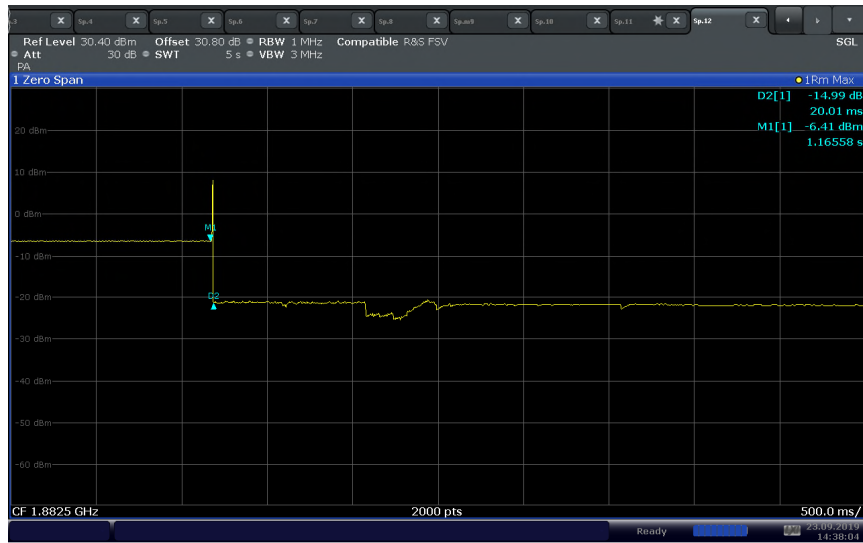 .3 X Sp.4 X Sp.5 X Sp.6 X Sp.7 X Sp.8 X Sp.m9 X Sp.10 X Sp.11 X Sp.12 X
Ref Level 30.40 dBm Offset 30.80 dB RBW 1 MHz Compatible R&S FSV SGL
Att 30 dB SWT 5 s VBW 3 MHz
PA
1 Zero Span 1Rm Max
D2[1] -14.99 dB
20.01 ms
M1[1] -6.41 dBm
1.16558 s
20 dBm
10 dBm
0 dBm
M1
-10 dBm
-20 dBm
D2
-30 dBm
-40 dBm
-50 dBm
-60 dBm
CF 1.8825 GHz 2000 pts 500.0 ms/
Ready 23.09.2019
14:38:04